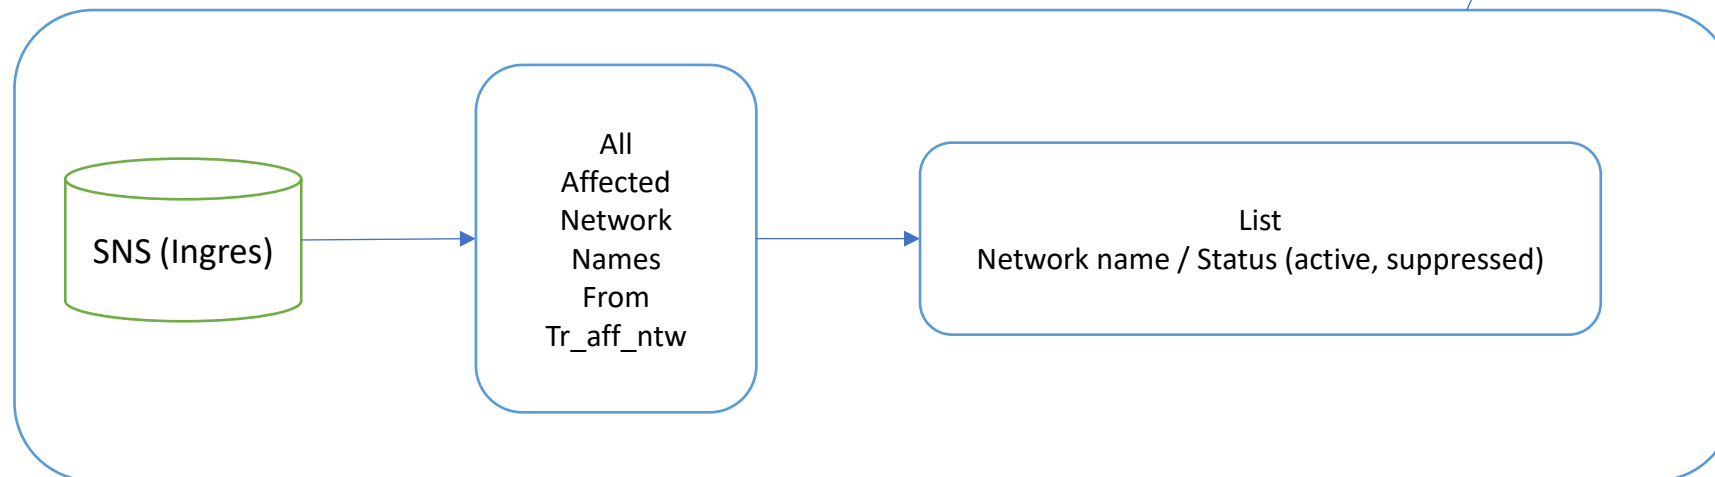 SNS (Ingres)
All
Affected
Network
Names
From
Tr_aff_ntw
List
Network name / Status (active, suppressed)